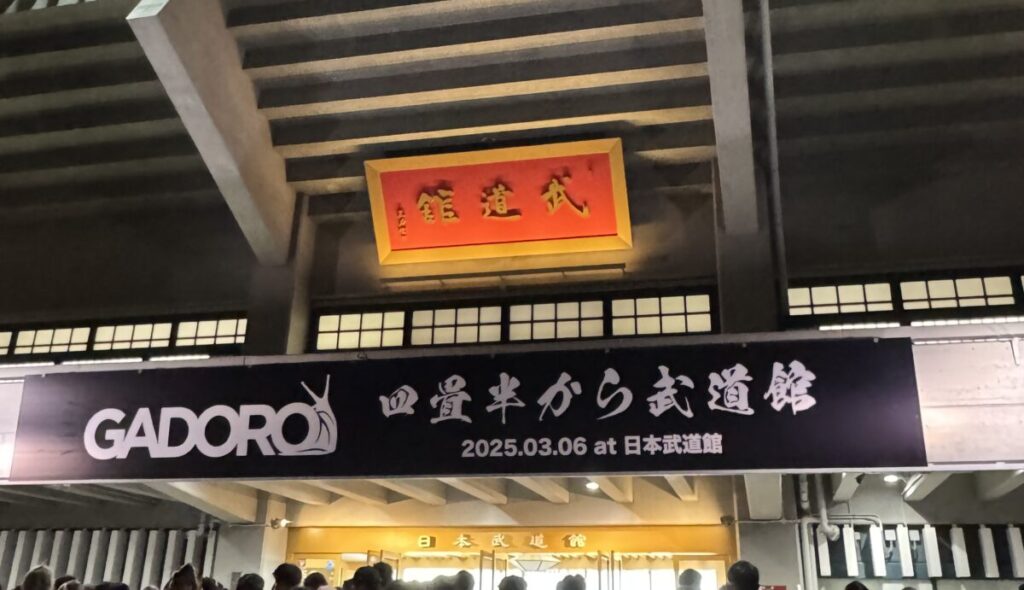 館道武
GADORO
四畳半から武道館
2025.03.06 at 日本武道館
日本武道館